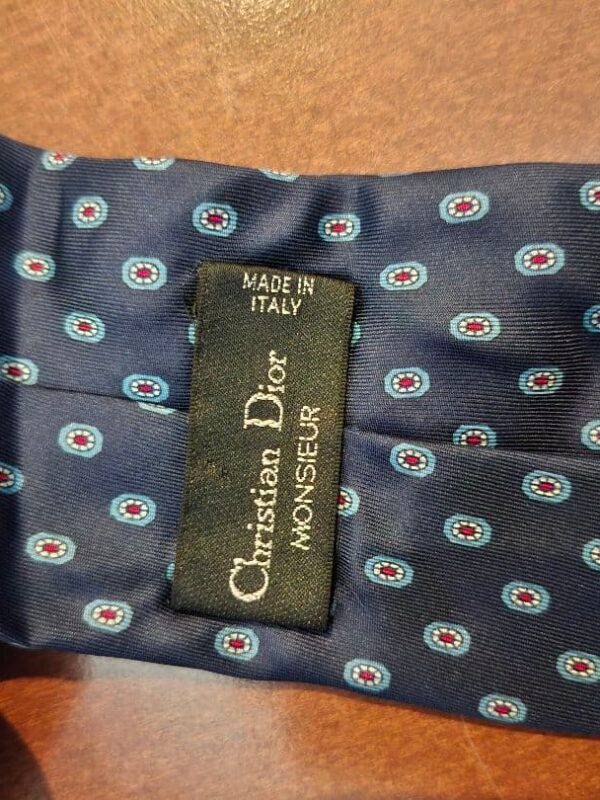 MADE IN
ITALY
Christian Dior
MONSIEUR